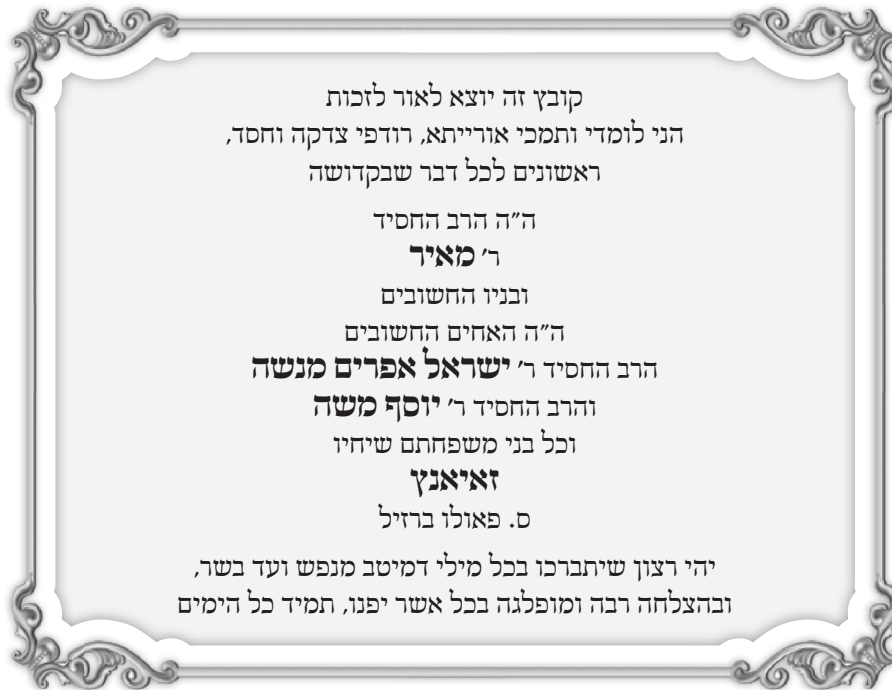 קובץ זה יוצא לאור לזכות
הני לומדי ותמכי אורייתא, רודפי צדקה וחסד,
ראשונים לכל דבר שבקדושה
ה״ה הרב החסיד
ר׳ מאיר
ובניו החשובים
ה״ה האחים החשובים
הרב החסיד ר׳ ישראל אפרים מנשה
והרב החסיד ר׳ יוסף משה
וכל בני משפחתם שיחיו
זאיאנץ
ס. פאולו ברזיל
יהי רצון שיתברכו בכל מילי דמיטב מנפש ועד בשר,
ובהצלחה רבה ומופלגה בכל אשר יפנו, תמיד כל הימים